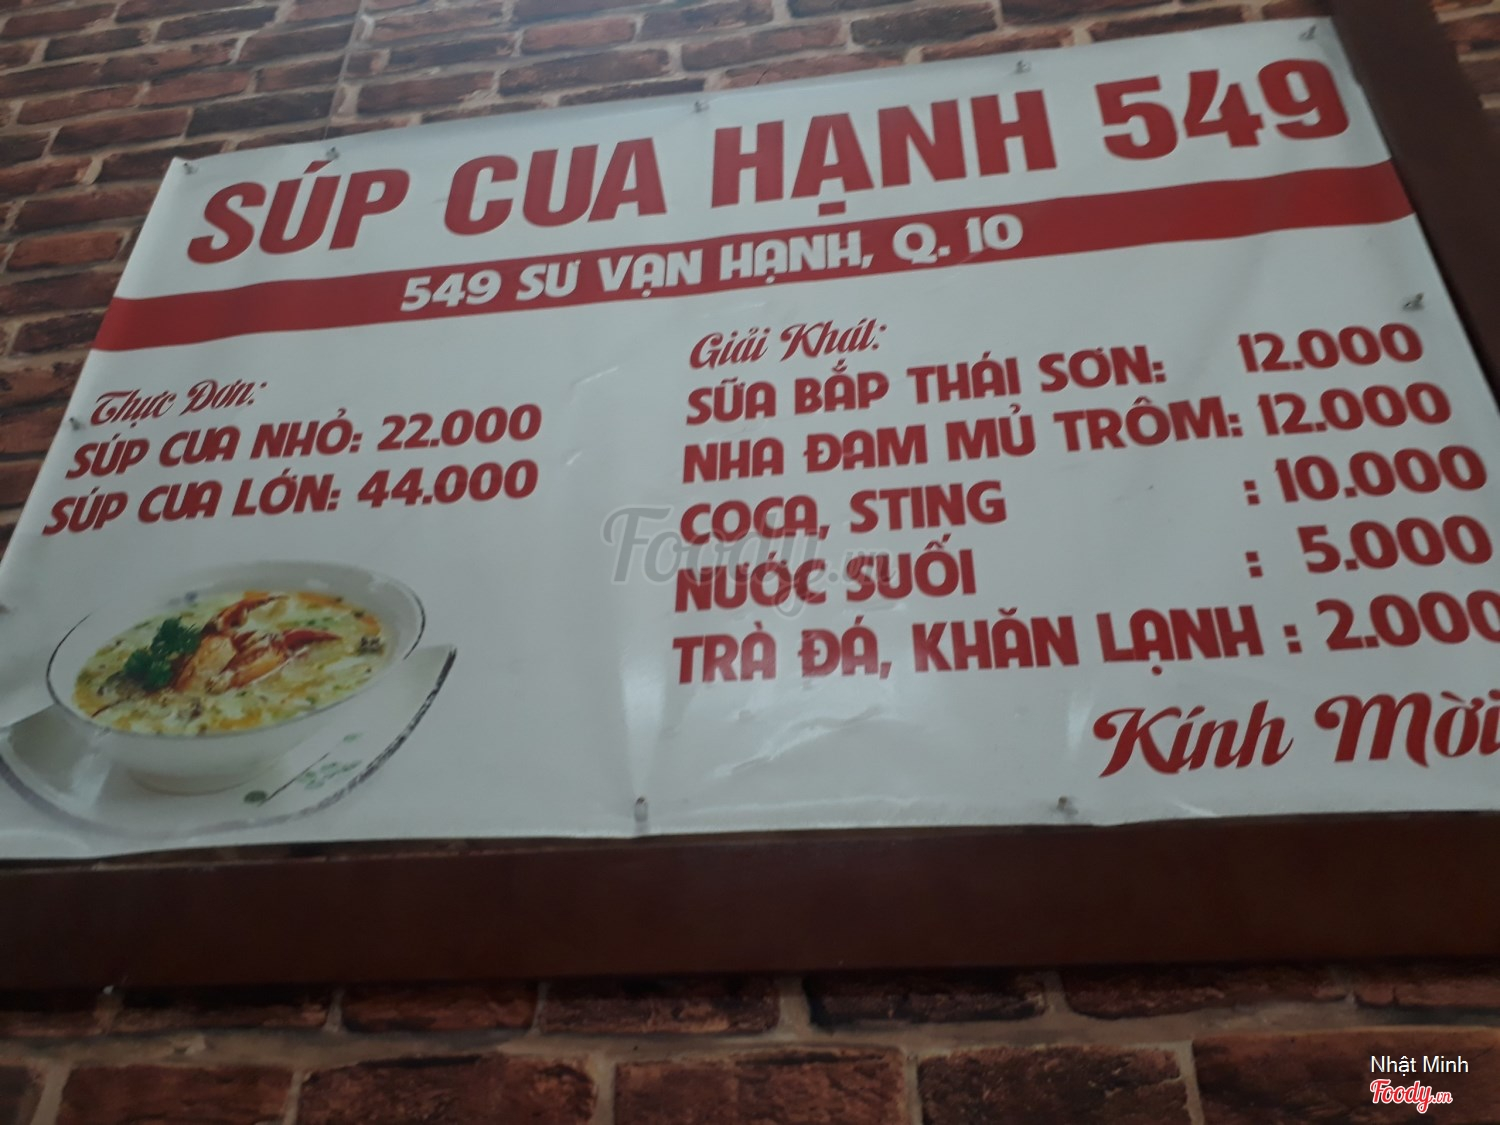 SÚP CUA HẠNH 549
549 SƯ VẠN HẠNH, Q. 10
Thực Đơn:
SÚP CUA NHỎ: 22.000
SÚP CUA LỚN: 44.000
Giải Khát:
SỮA BẮP THÁI SƠN: 12.000
NHA ĐAM MỦ TRÔM: 12.000
COCA, STING : 10.000
NƯỚC SUỐI : 5.000
TRÀ ĐÁ, KHĂN LẠNH : 2.000
Kính Mời
Foody.vn
Nhật Minh
Foody.vn